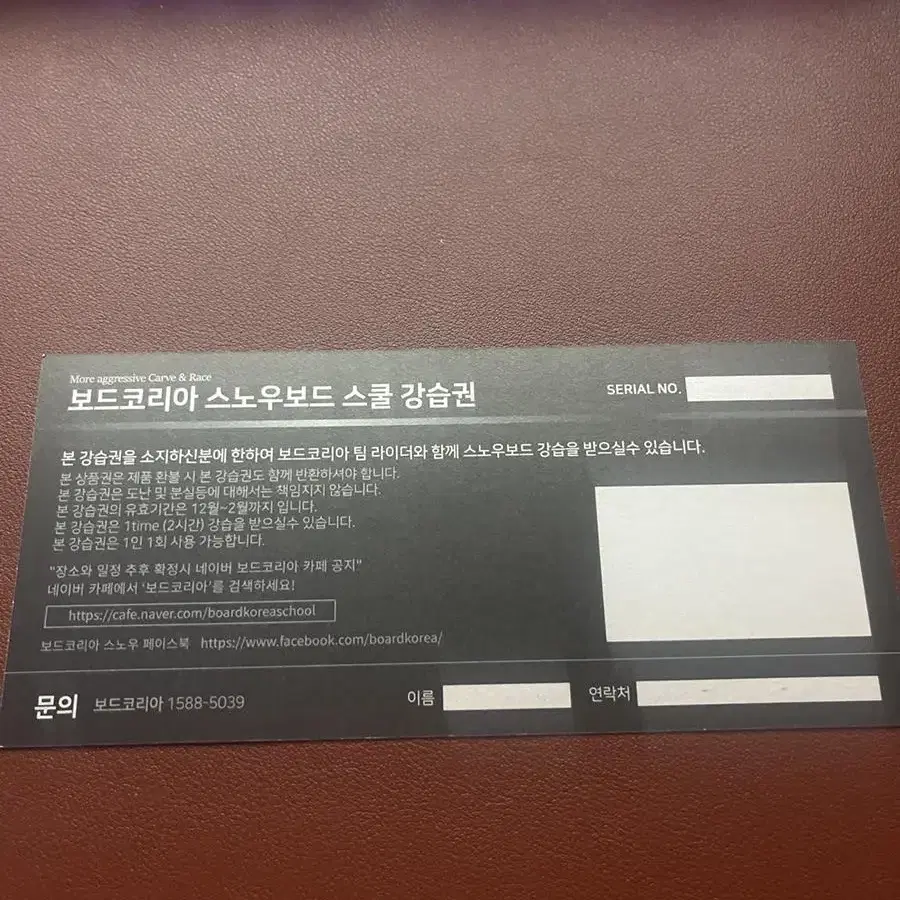 More aggressive Carve & Race
보드코리아 스노우보드 스쿨 강습권
SERIAL NO.
본 강습권을 소지하신분에 한하여 보드코리아 팀 라이더와 함께 스노우보드 강습을 받으실수 있습니다.
본 상품권은 제품 환불 시 본 강습권도 함께 반환하셔야 합니다.
본 강습권은 도난 및 분실등에 대해서는 책임지지 않습니다.
본 강습권의 유효기간은 12월~2월까지 입니다.
본 강습권은 1time (2시간) 강습을 받으실수 있습니다.
본 강습권은 1인 1회 사용 가능합니다.
"장소와 일정 추후 확정시 네이버 보드코리아 카페 공지"
네이버 카페에서 '보드코리아'를 검색하세요!
https://cafe.naver.com/boardkoreaschool
보드코리아 스노우 페이스북 https://www.facebook.com/boardkorea/
문의 보드코리아 1588-5039
이름
연락처